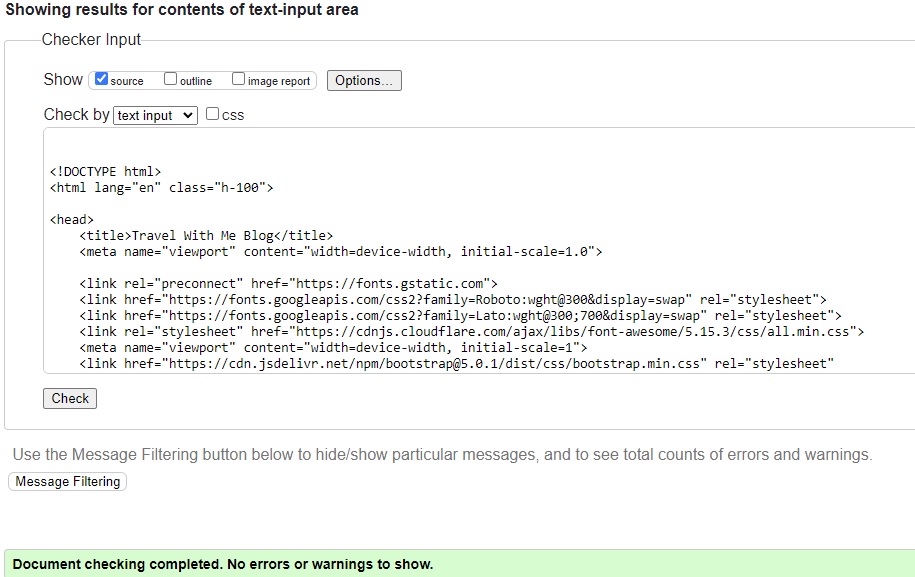 Showing results for contents of text-input area
Checker Input
Show source outline image report Options...
Check by text input css
<!DOCTYPE html>
<html lang="en" class="h-100">
<head>
<title>Travel With Me Blog</title>
<meta name="viewport" content="width=device-width, initial-scale=1.0">
<link rel="preconnect" href="https://fonts.gstatic.com">
<link href="https://fonts.googleapis.com/css2?family=Roboto:wght@300&display=swap" rel="stylesheet">
<link href="https://fonts.googleapis.com/css2?family=Lato:wght@300;700&display=swap" rel="stylesheet">
<link rel="stylesheet" href="https://cdnjs.cloudflare.com/ajax/libs/font-awesome/5.15.3/css/all.min.css">
<meta name="viewport" content="width=device-width, initial-scale=1">
<link href="https://cdn.jsdelivr.net/npm/bootstrap@5.0.1/dist/css/bootstrap.min.css" rel="stylesheet"
Check
Use the Message Filtering button below to hide/show particular messages, and to see total counts of errors and warnings.
Message Filtering
Document checking completed. No errors or warnings to show.